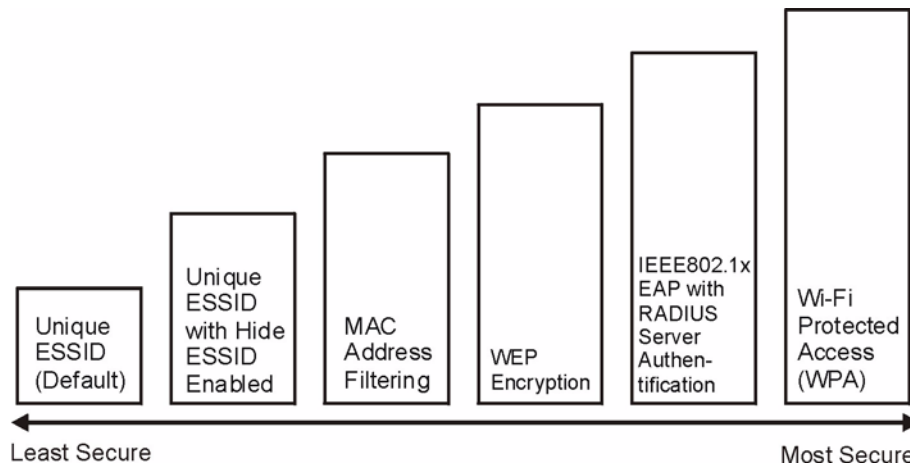 Unique
ESSID
(Default)
Unique
ESSID
with Hide
ESSID
Enabled
MAC
Address
Filtering
WEP
Encryption
IEEE802.1x
EAP with
RADIUS
Server
Authen-
tification
Wi-Fi
Protected
Access
(WPA)
Least Secure
Most Secure